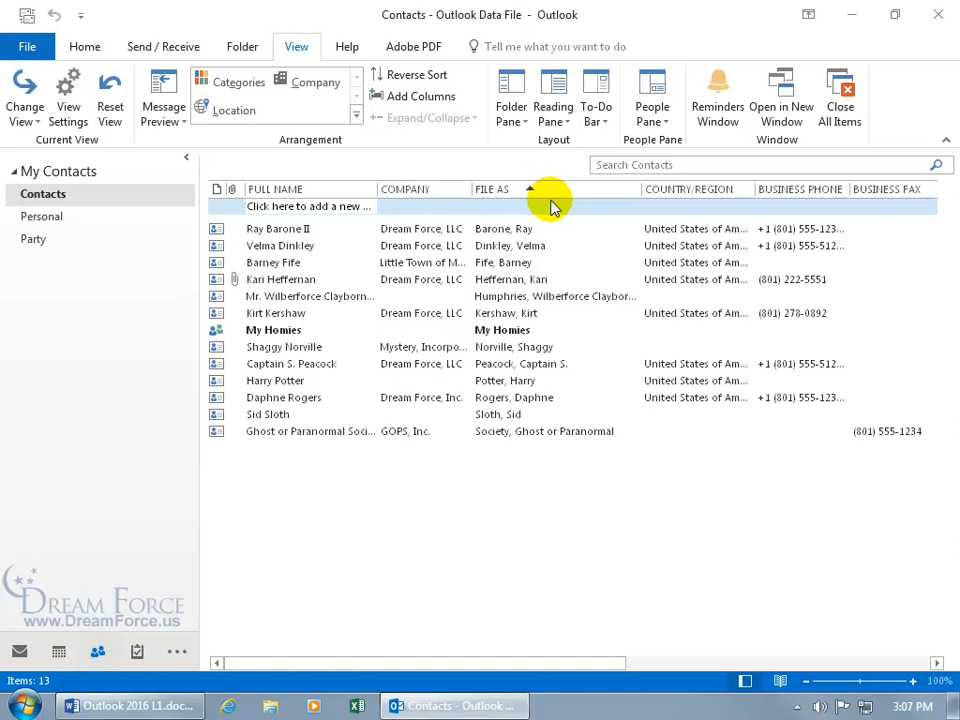 Contacts - Outlook Data File - Outlook
File Home Send / Receive Folder View Help Adobe PDF Tell me what you want to do
Change View View Settings Reset View
Message Preview
Categories Company
Location
Reverse Sort
Add Columns
Expand/Collapse
Folder Pane Reading Pane To-Do Bar
People Pane
Reminders Window Open in New Window Close All Items
Current View Arrangement Layout People Pane Window
My Contacts
Contacts
Personal
Party
Search Contacts
FULL NAME COMPANY FILE AS COUNTRY/REGION BUSINESS PHONE BUSINESS FAX
Click here to add a new ...
Ray Barone II Dream Force, LLC Barone, Ray United States of Am... +1 (801) 555-123...
Velma Dinkley Dream Force, LLC Dinkley, Velma United States of Am... +1 (801) 555-512...
Barney Fife Little Town of M... Fife, Barney United States of Am...
Kari Heffernan Dream Force, LLC Heffernan, Kari United States of Am... (801) 222-5551
Mr. Wilberforce Clayborn... Humphries, Wilberforce Claybor...
Kirt Kershaw Dream Force, LLC Kershaw, Kirt United States of Am... (801) 278-0892
My Homies My Homies
Shaggy Norville Mystery, Incorpo... Norville, Shaggy
Captain S. Peacock Dream Force, LLC Peacock, Captain S. United States of Am... +1 (801) 555-512...
Harry Potter Potter, Harry United States of Am...
Daphne Rogers Dream Force, Inc. Rogers, Daphne United States of Am... +1 (801) 555-123...
Sid Sloth Sloth, Sid
Ghost or Paranormal Soci... GOPS, Inc. Society, Ghost or Paranormal (801) 555-1234
DREAM FORCE
www.DreamForce.us
Items: 13 100%
Outlook 2016 L1.doc... Contacts - Outlook ... 3:07 PM